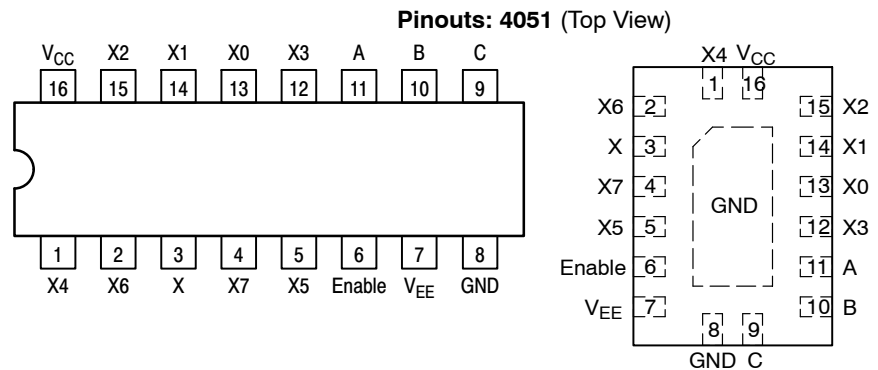 Pinouts: 4051 (Top View)
VCC X2 X1 X0 X3 A B C
16 15 14 13 12 11 10 9
1 2 3 4 5 6 7 8
X4 X6 X X7 X5 Enable VEE GND
X4 VCC
1 16
X6 2 15 X2
X 3 14 X1
X7 4 13 X0
GND
X5 5 12 X3
Enable 6 11 A
VEE 7 10 B
8 9
GND C